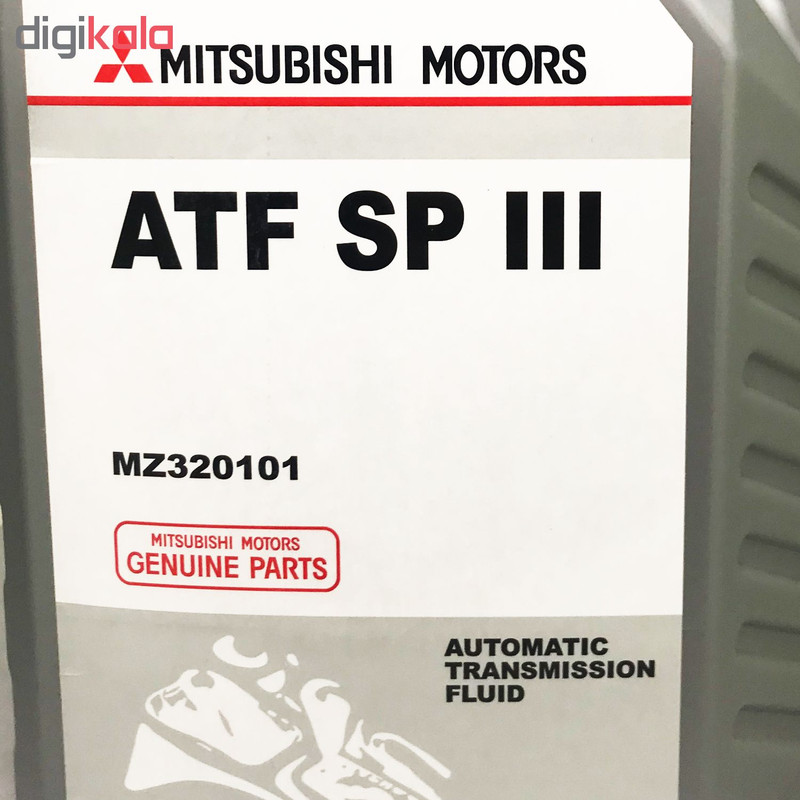 digikala
MITSUBISHI MOTORS
ATF SP III
MZ320101
MITSUBISHI MOTORS
GENUINE PARTS
AUTOMATIC
TRANSMISSION
FLUID